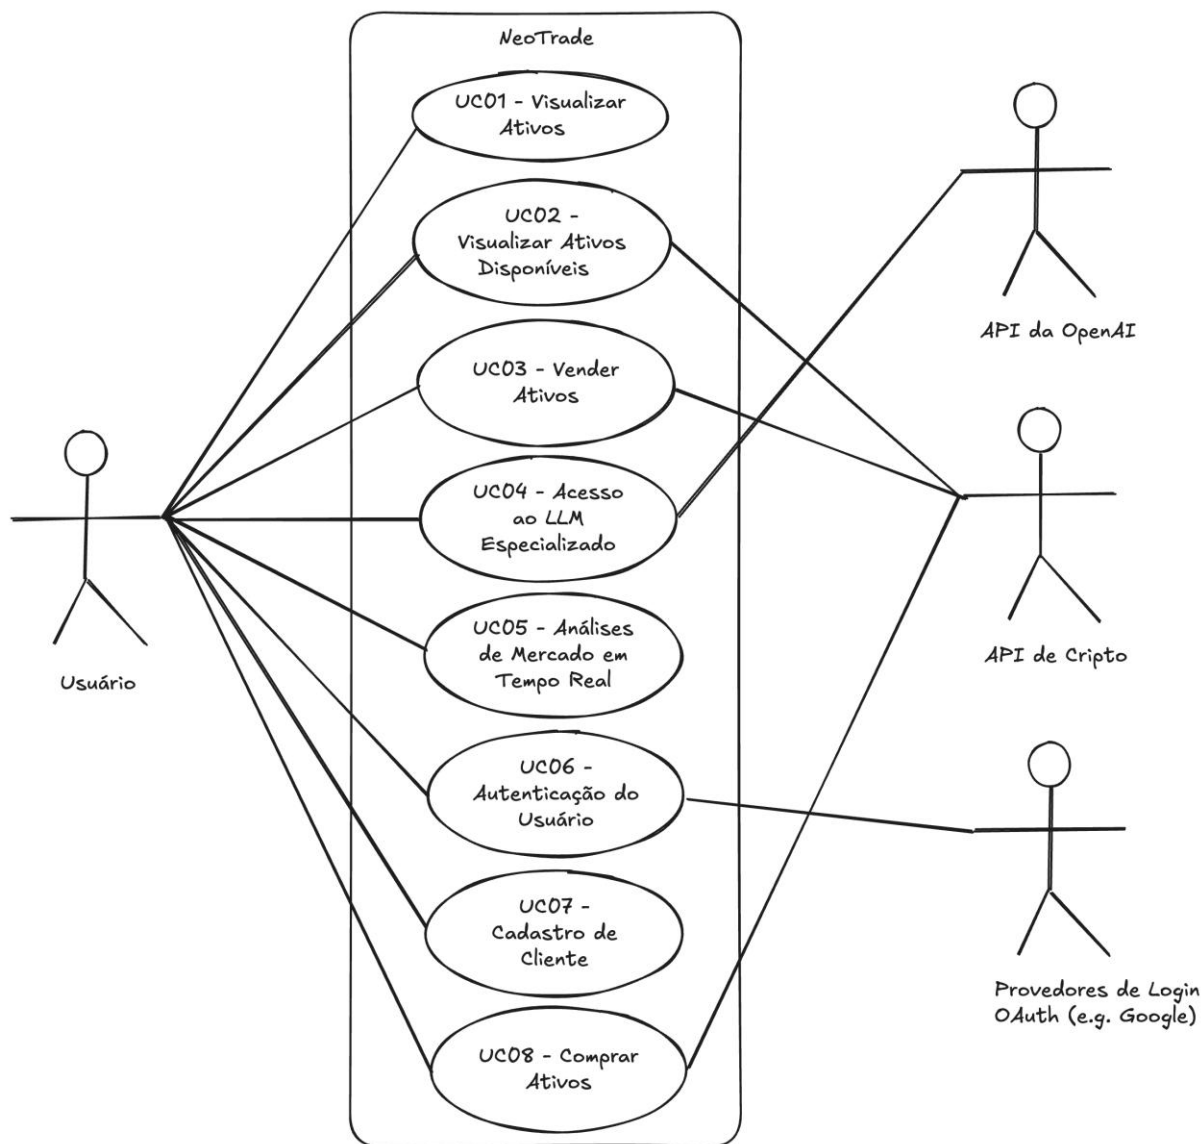 NeoTrade
UC01 - Visualizar
Ativos
UC02 -
Visualizar Ativos
Disponíveis
UC03 - Vender
Ativos
UC04 - Acesso
ao LLM
Especializado
UC05 - Análises
de Mercado em
Tempo Real
UC06 -
Autenticação do
Usuário
UC07 -
Cadastro de
Cliente
UC08 - Comprar
Ativos
Usuário
API da OpenAI
API de Cripto
Provedores de Login
OAuth (e.g. Google)